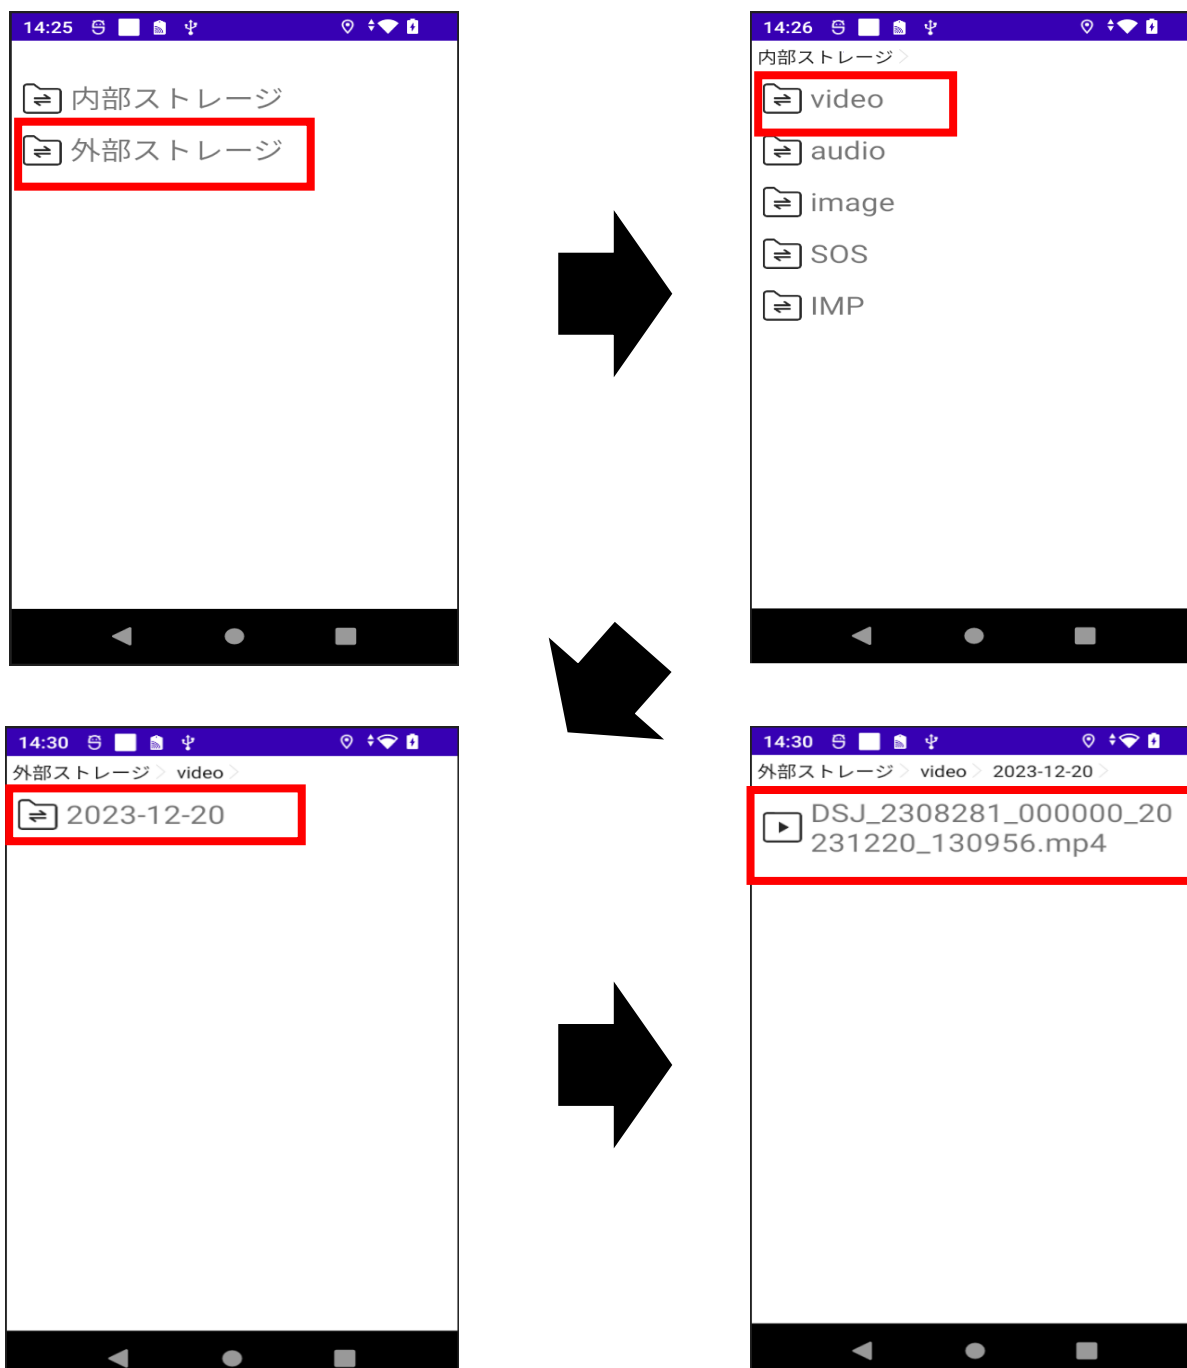 14:25
内部ストレージ
外部ストレージ
14:26
内部ストレージ
video
audio
image
SOS
IMP
14:30
外部ストレージ video
2023-12-20
14:30
外部ストレージ video 2023-12-20
DSJ_2308281_000000_20
231220_130956.mp4